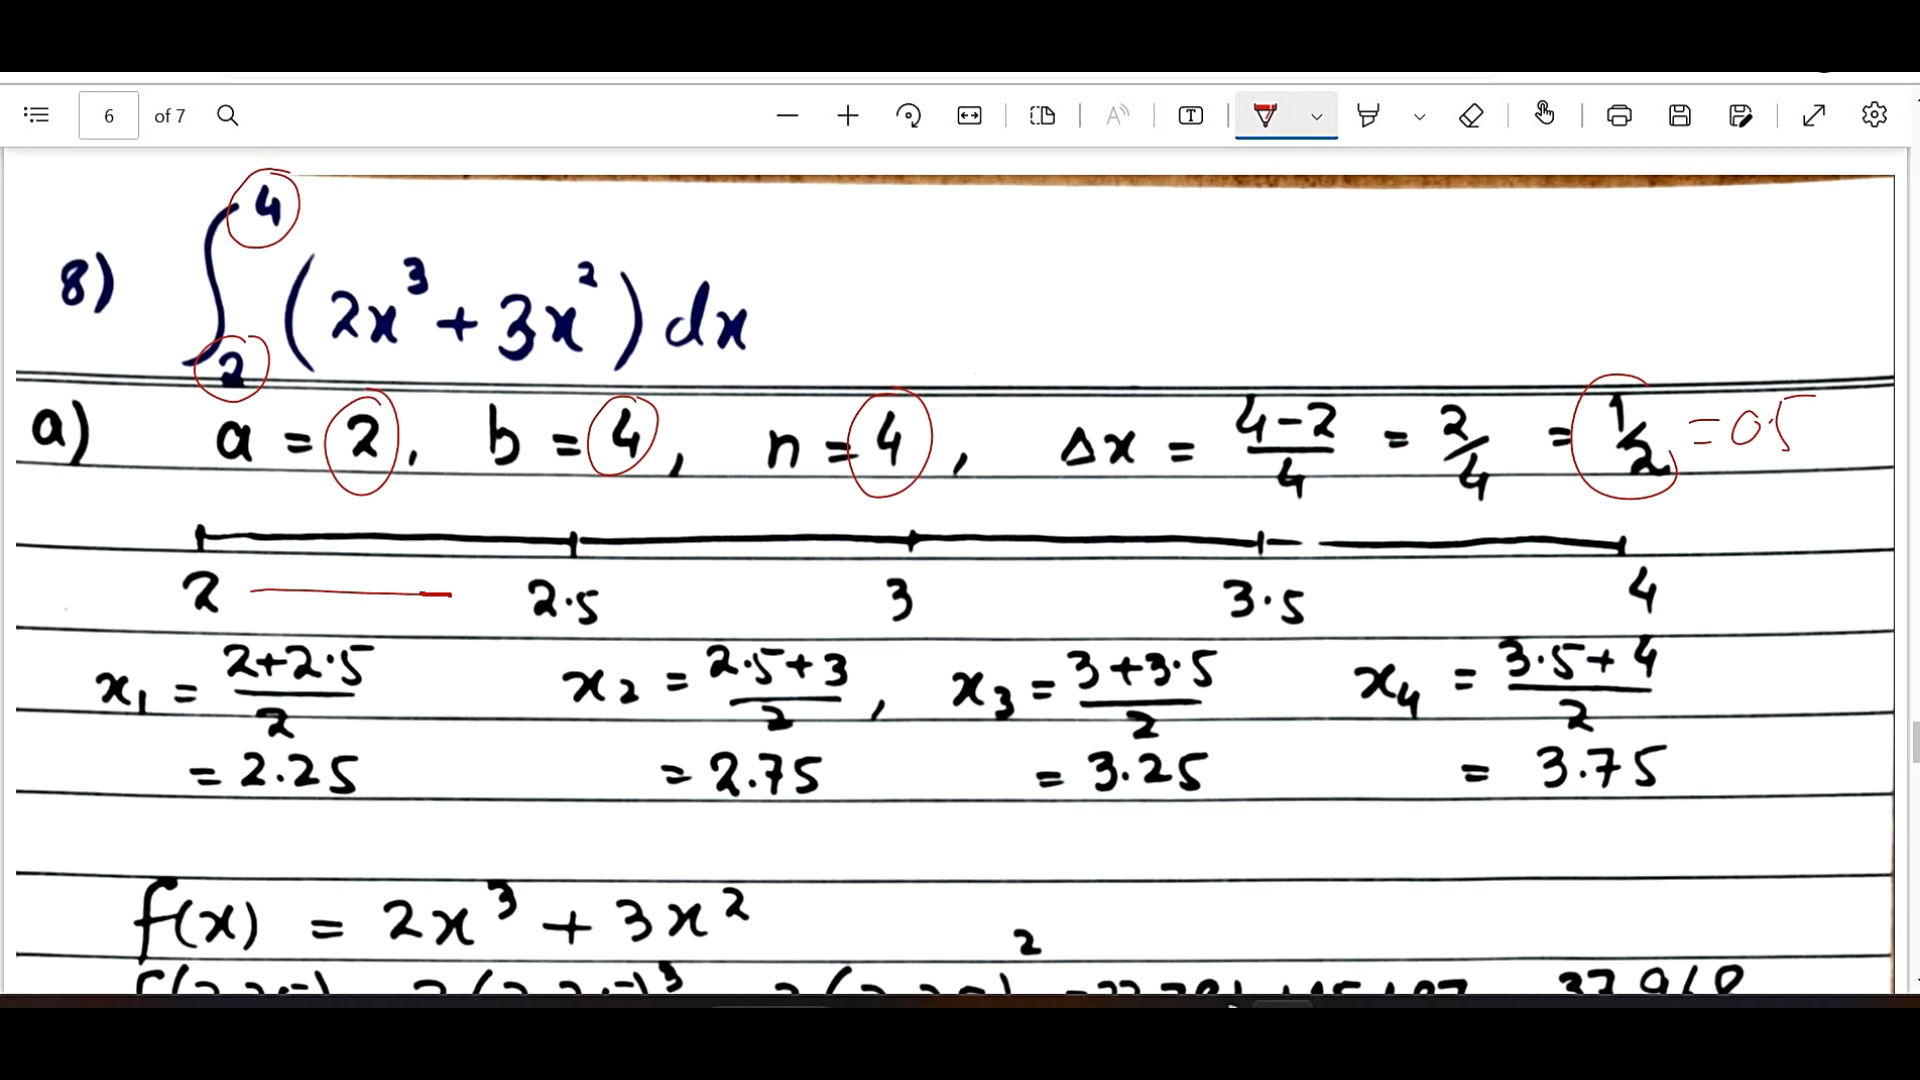 6 of 7
8) ∫₂⁴ (2x³ + 3x²) dx
a) a = 2, b = 4, n = 4, Δx = (4-2)/4 = 2/4 = 1/2 = 0.5
2 2.5 3 3.5 4
x₁ = (2+2.5)/2 x₂ = (2.5+3)/2, x₃ = (3+3.5)/2 x₄ = (3.5+4)/2
= 2.25 = 2.75 = 3.25 = 3.75
f(x) = 2x³ + 3x²